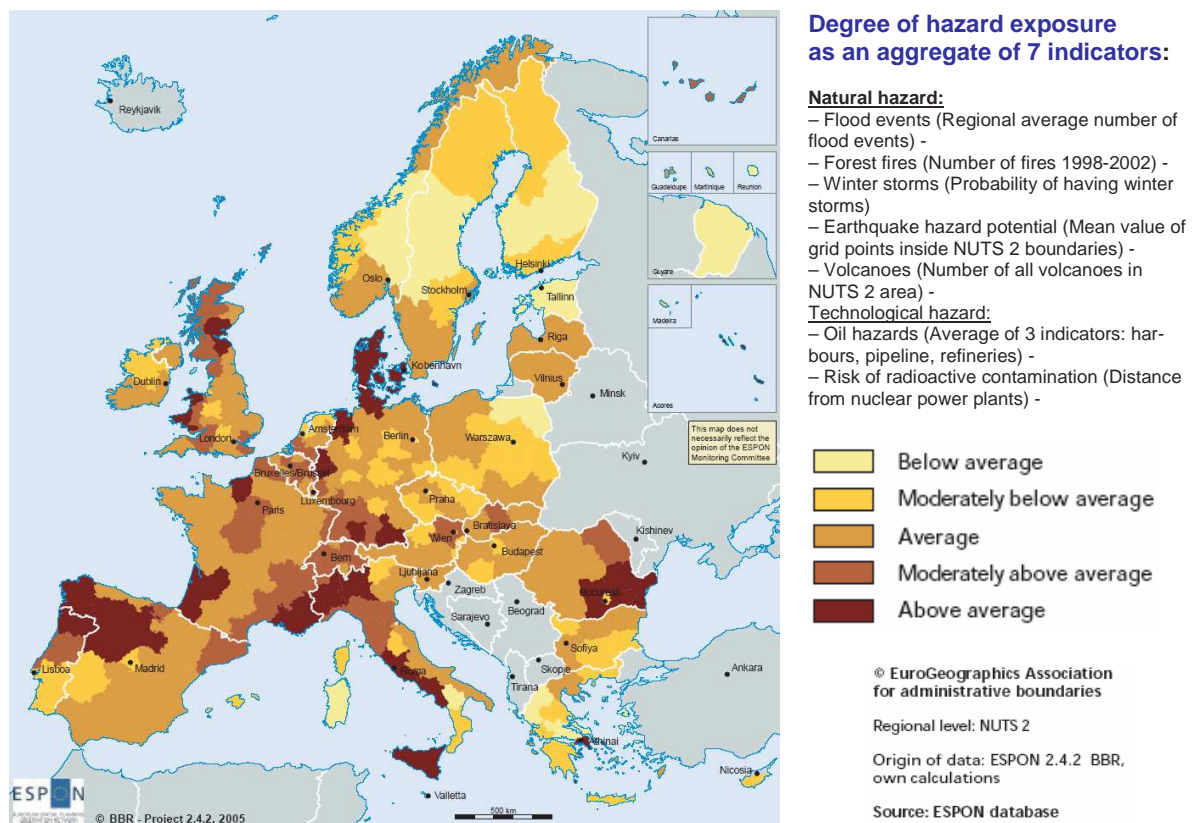 Reykjavik
Canarias
Guadeloupe
Martinique
Reunion
Guyane
Madeira
Acores
Helsinki
Oslo
Tallinn
Stockholm
Riga
København
Dublin
Vilnius
Minsk
London
Amsterdam
Berlin
Warszawa
This map does not
necessarily reflect the
opinion of the ESPON
Monitoring Committee
Kyiv
Bruxelles/Brussel
Luxembourg
Praha
Paris
Kishinev
Wien
Bratislava
Budapest
Bern
Ljubljana
Zagreb
Bucuresti
Beograd
Sarajevo
Sofiya
Madrid
Lisboa
Roma
Skopje
Tirana
Ankara
Athinai
Nicosia
Valletta
500 km
ESPON
© BBR - Project 2.4.2, 2005
Degree of hazard exposure
as an aggregate of 7 indicators:
Natural hazard:
– Flood events (Regional average number of
flood events) -
– Forest fires (Number of fires 1998-2002) -
– Winter storms (Probability of having winter
storms)
– Earthquake hazard potential (Mean value of
grid points inside NUTS 2 boundaries) -
– Volcanoes (Number of all volcanoes in
NUTS 2 area) -
Technological hazard:
– Oil hazards (Average of 3 indicators: har-
bours, pipeline, refineries) -
– Risk of radioactive contamination (Distance
from nuclear power plants) -
Below average
Moderately below average
Average
Moderately above average
Above average
© EuroGeographics Association
for administrative boundaries
Regional level: NUTS 2
Origin of data: ESPON 2.4.2 BBR,
own calculations
Source: ESPON database